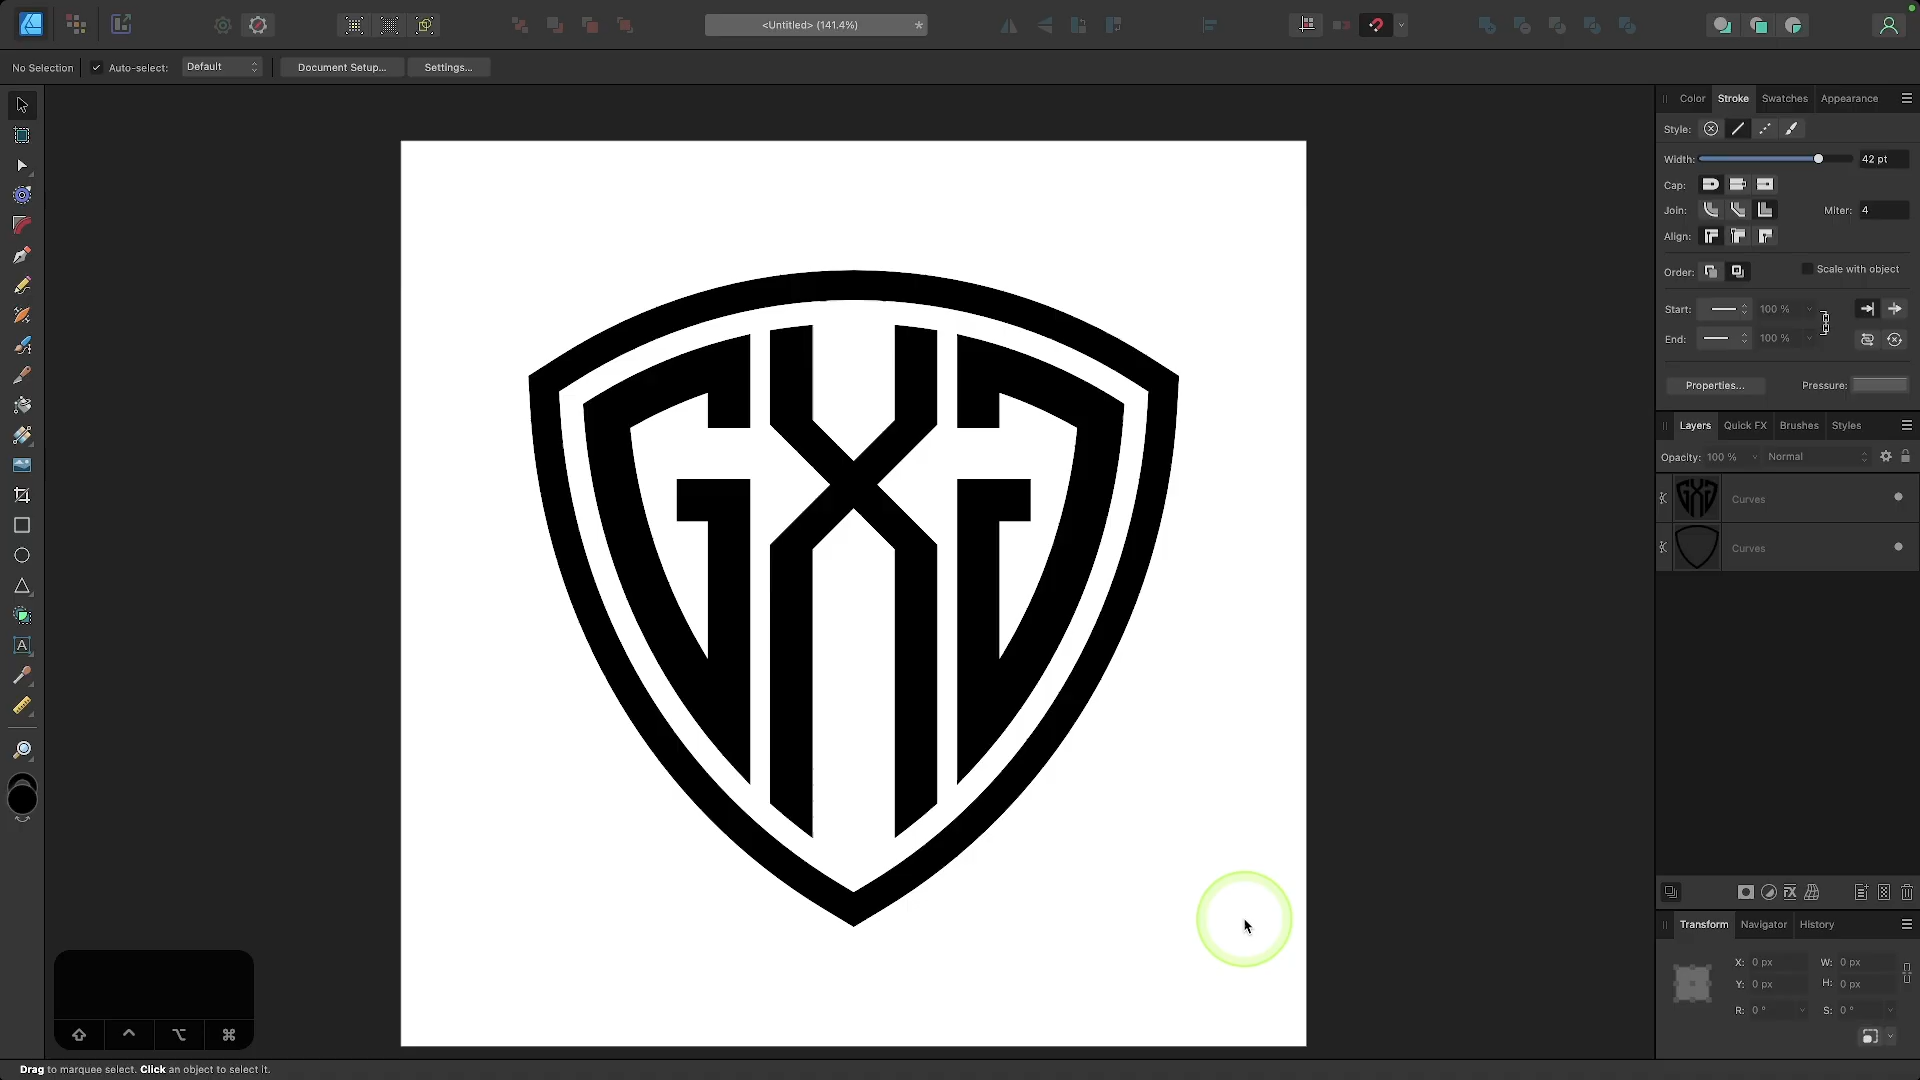 <Untitled> (141.4%)
*
No Selection
Auto-select:
Default
Document Setup...
Settings...
Color
Stroke
Swatches
Appearance
Style:
Width:
42 pt
Cap:
Join:
Miter:
4
Align:
Order:
Scale with object
Start:
100 %
End:
100 %
Properties...
Pressure:
Layers
Quick FX
Brushes
Styles
Opacity:
100 %
Normal
Curves
Curves
GXG
Transform
Navigator
History
X:
0 px
W:
0 px
Y:
0 px
H:
0 px
R:
0 °
S:
0 °
Drag to marquee select. Click an object to select it.